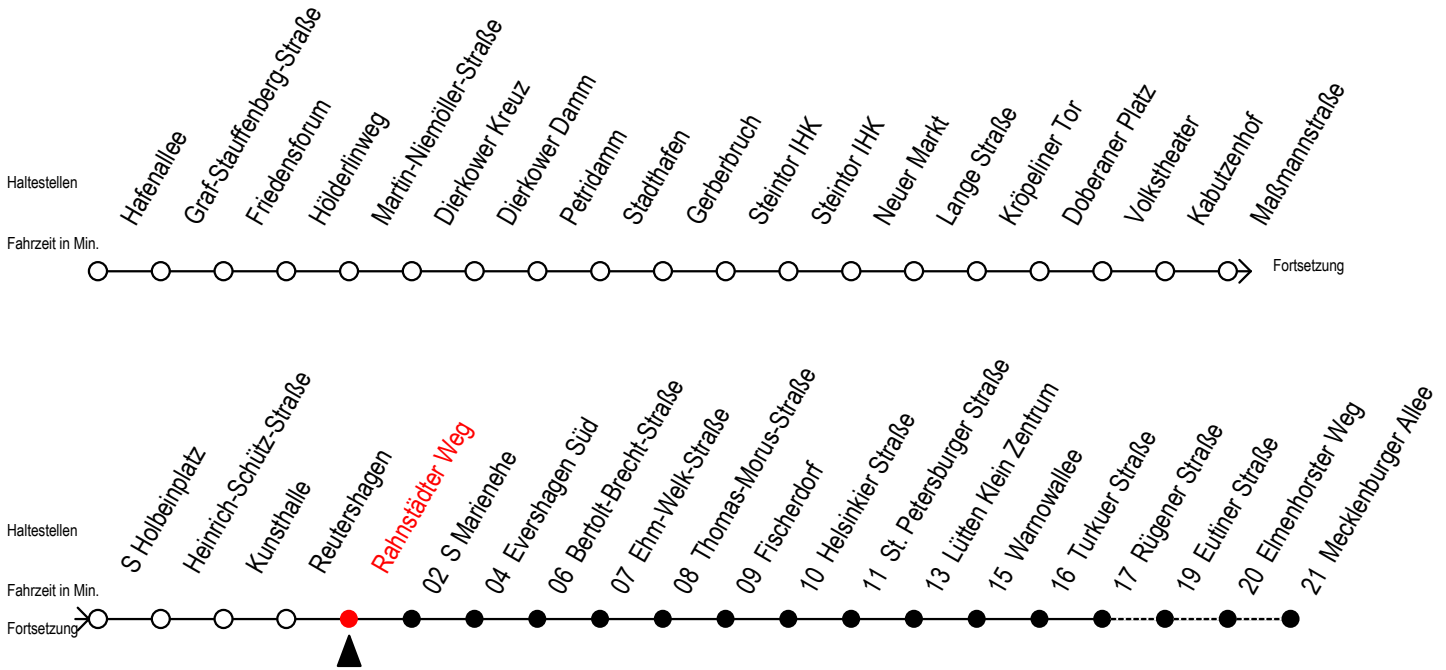 Haltestellen
Hafenallee
Graf-Stauffenberg-Straße
Friedensforum
Hölderlinweg
Martin-Niemöller-Straße
Dierkower Kreuz
Dierkower Damm
Petridamm
Stadthafen
Gerberbruch
Steintor IHK
Steintor IHK
Neuer Markt
Lange Straße
Kröpeliner Tor
Doberaner Platz
Volkstheater
Kabutzenhof
Maßmannstraße
Fahrzeit in Min.
Fortsetzung
Haltestellen
S Holbeinplatz
Heinrich-Schütz-Straße
Kunsthalle
Reutershagen
Rahnstädter Weg
02 S Marienehe
04 Evershagen Süd
06 Bertolt-Brecht-Straße
07 Ehm-Welk-Straße
08 Thomas-Morus-Straße
09 Fischerdorf
10 Helsinkier Straße
11 St. Petersburger Straße
13 Lütten Klein Zentrum
15 Warnowallee
16 Turkuer Straße
17 Rügener Straße
19 Eutiner Straße
20 Elmenhorster Weg
21 Mecklenburger Allee
Fahrzeit in Min.
Fortsetzung